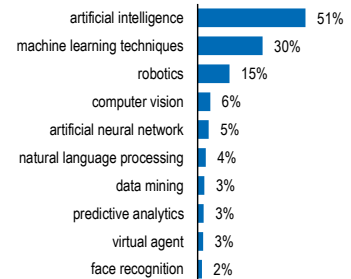 artificial intelligence 51%
machine learning techniques 30%
robotics 15%
computer vision 6%
artificial neural network 5%
natural language processing 4%
data mining 3%
predictive analytics 3%
virtual agent 3%
face recognition 2%